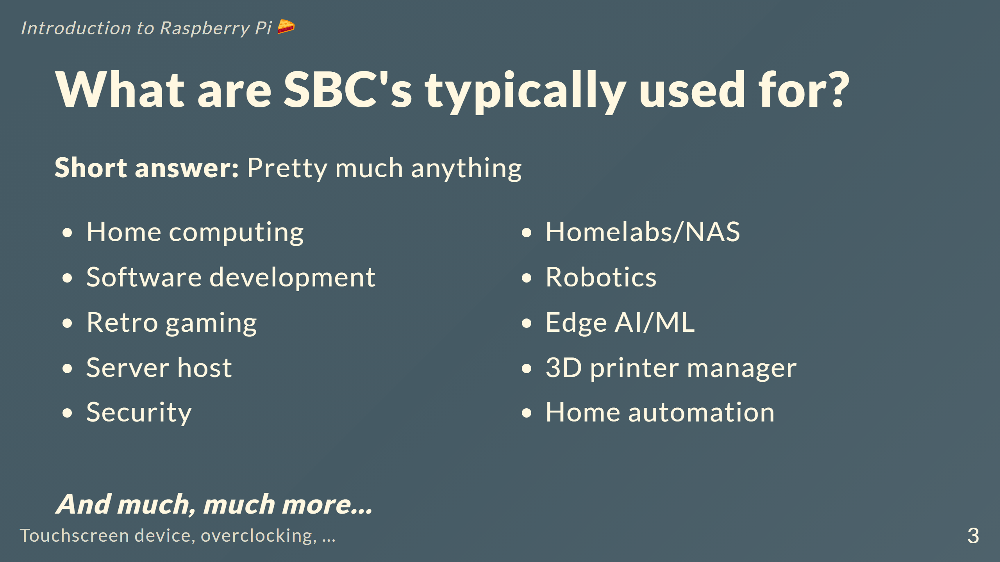 Introduction to Raspberry Pi 🥧
What are SBC's typically used for?
Short answer: Pretty much anything
• Home computing
• Software development
• Retro gaming
• Server host
• Security
• Homelabs/NAS
• Robotics
• Edge AI/ML
• 3D printer manager
• Home automation
And much, much more...
Touchscreen device, overclocking, ...
3